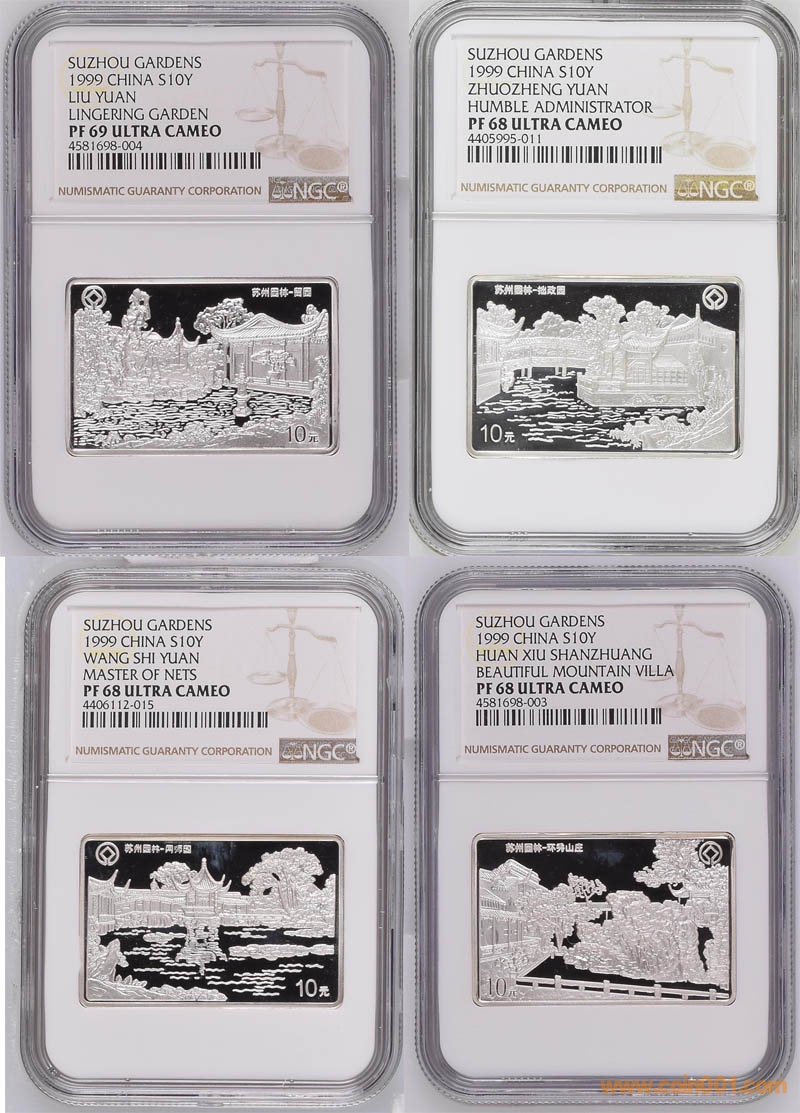 SUZHOU GARDENS
1999 CHINA S10Y
LIU YUAN
LINGERING GARDEN
PF 69 ULTRA CAMEO
4581698-004
NUMISMATIC GUARANTY CORPORATION NGC®
苏州园林-留园
10元
SUZHOU GARDENS
1999 CHINA S10Y
ZHUOZHENG YUAN
HUMBLE ADMINISTRATOR
PF 68 ULTRA CAMEO
4405995-011
NUMISMATIC GUARANTY CORPORATION NGC®
苏州园林-拙政园
10元
SUZHOU GARDENS
1999 CHINA S10Y
WANG SHI YUAN
MASTER OF NETS
PF 68 ULTRA CAMEO
4406112-015
NUMISMATIC GUARANTY CORPORATION NGC®
苏州园林-网师园
10元
SUZHOU GARDENS
1999 CHINA S10Y
HUAN XIU SHANZHUANG
BEAUTIFUL MOUNTAIN VILLA
PF 68 ULTRA CAMEO
4581698-003
NUMISMATIC GUARANTY CORPORATION NGC®
苏州园林-环秀山庄
10元
www.coin001.com